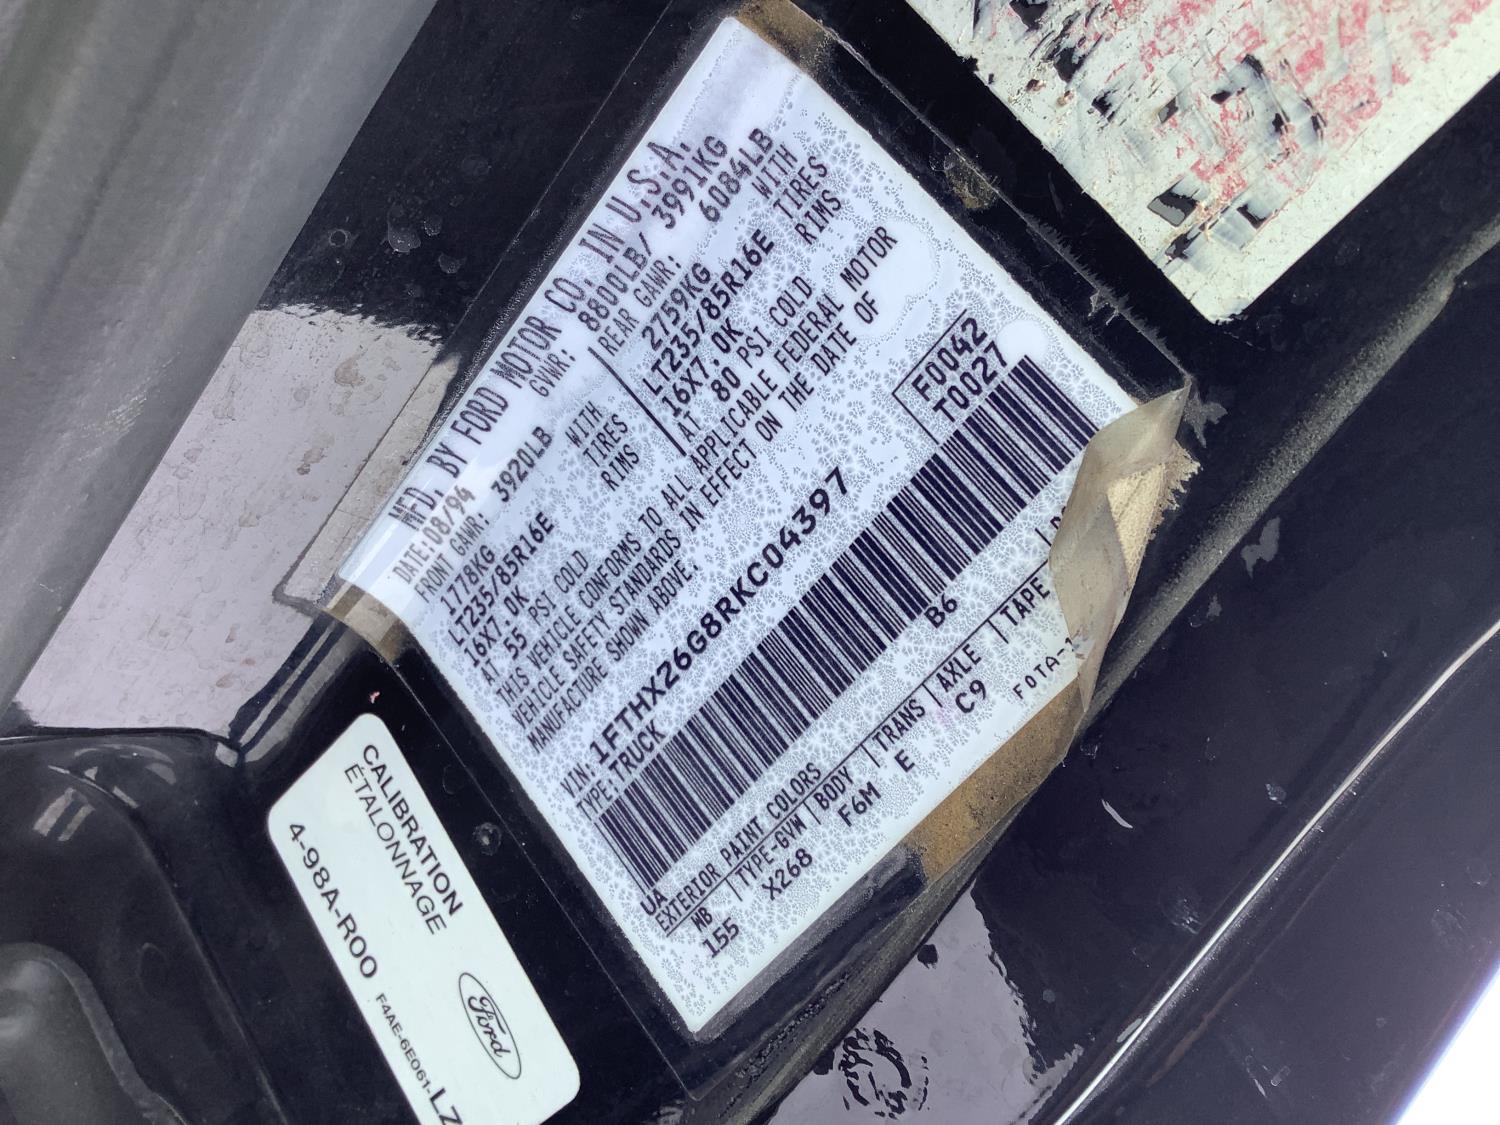 MFD. BY FORD MOTOR CO. IN U.S.A.
DATE: 08/94 GVWR: 8800LB/ 3991KG
FRONT GAWR: 3920LB REAR GAWR: 6084LB
1778KG WITH 2759KG WITH
LT235/85R16E TIRES LT235/85R16E TIRES
16X7.0K RIMS 16X7.0K RIMS
AT 55 PSI COLD AT 80 PSI COLD
THIS VEHICLE CONFORMS TO ALL APPLICABLE FEDERAL MOTOR
VEHICLE SAFETY STANDARDS IN EFFECT ON THE DATE OF
MANUFACTURE SHOWN ABOVE.
VIN: 1FTHX26G8RKC04397 F0042
TYPE: TRUCK T0027
UA B6
EXTERIOR PAINT COLORS
WB TYPE-GVW BODY TRANS AXLE TAPE
155 X268 F6M E C9
FOTA-1
CALIBRATION
ÉTALONNAGE
4-98A-R00
F4AE-6E061-LZ
Ford